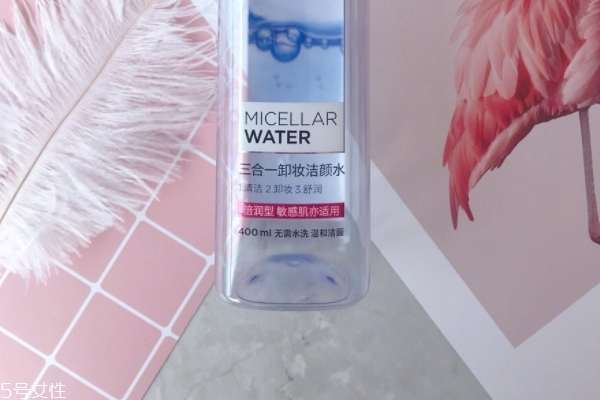 MICELLAR
WATER
三合一卸妆洁颜水
1.清洁 2.卸妆 3.舒润
倍润型 敏感肌亦适用
400 ml 无需水洗 温和洁面
5号女性